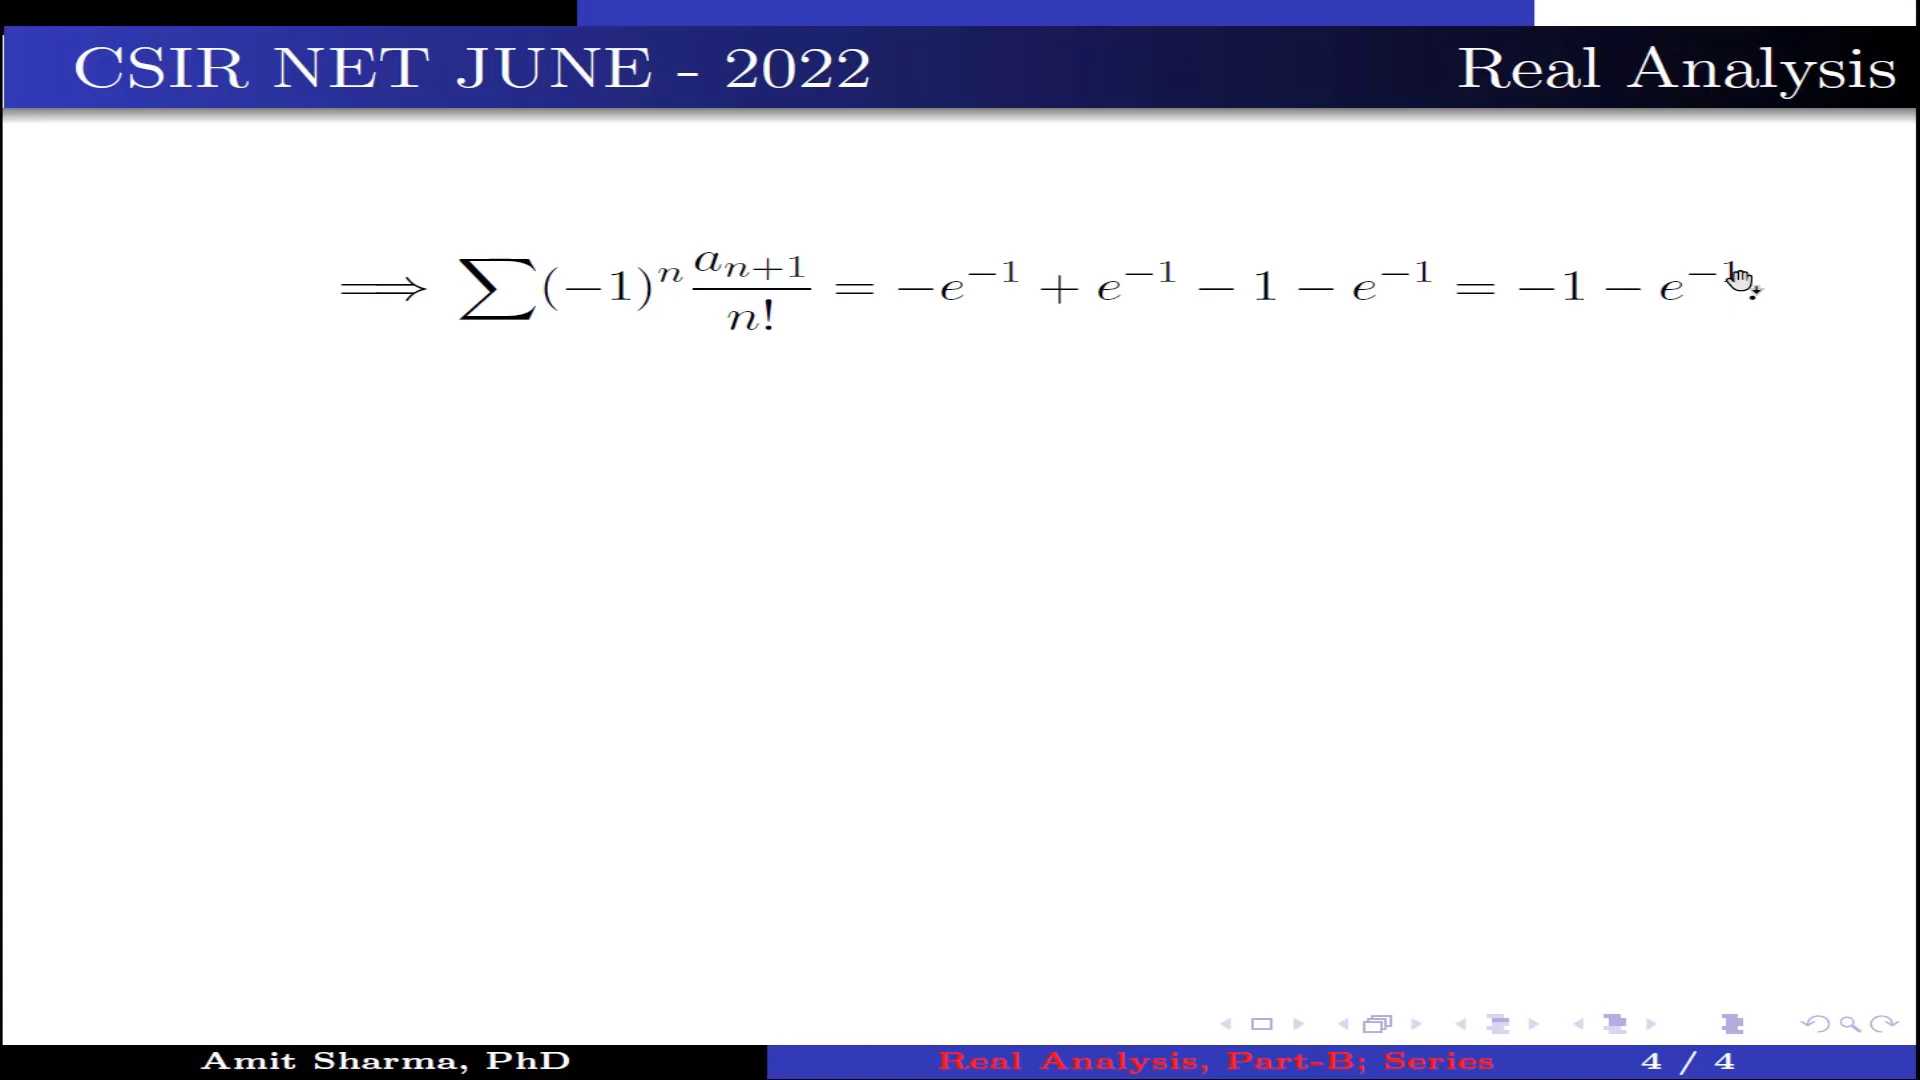 CSIR NET JUNE - 2022 Real Analysis
⟹ ∑(−1)ⁿ aₙ₊₁/n! = −e⁻¹ + e⁻¹ − 1 − e⁻¹ = −1 − e⁻¹.
Amit Sharma, PhD Real Analysis, Part-B; Series 4 / 4